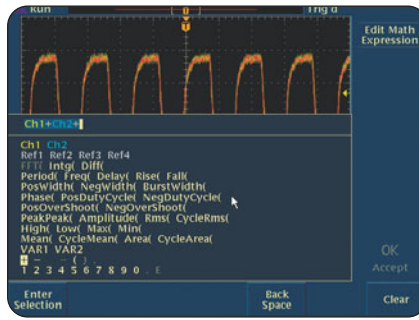 Run
Trig'd
Edit Math
Expression
Ch1+Ch2+
Ch1 Ch2
Ref1 Ref2 Ref3 Ref4
FFT( Intg( Diff(
Period( Freq( Delay( Rise( Fall(
PosWidth( NegWidth( BurstWidth(
Phase( PosDutyCycle( NegDutyCycle(
PosOverShoot( NegOverShoot(
PeakPeak( Amplitude( Rms( CycleRms(
High( Low( Max( Min(
Mean( CycleMean( Area( CycleArea(
VAR1 VAR2
( ) .
1 2 3 4 5 6 7 8 9 0 . E
OK
Accept
Enter
Selection
Back
Space
Clear